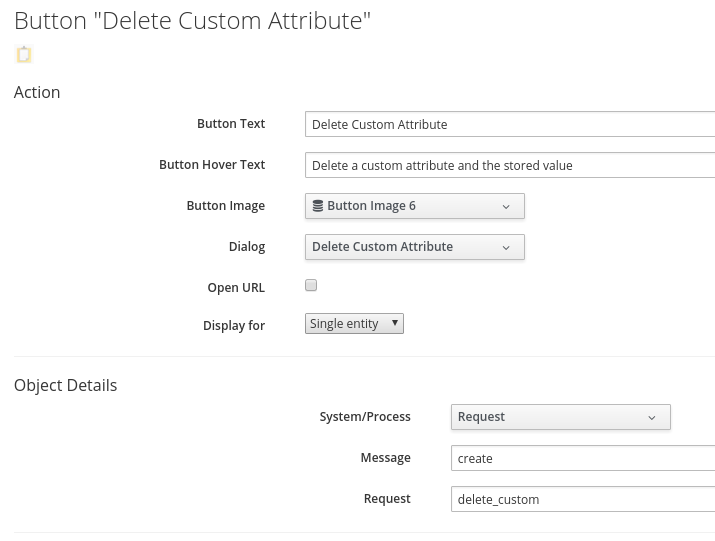 Button "Delete Custom Attribute"
Action
Button Text Delete Custom Attribute
Button Hover Text Delete a custom attribute and the stored value
Button Image Button Image 6
Dialog Delete Custom Attribute
Open URL
Display for Single entity
Object Details
System/Process Request
Message create
Request delete_custom